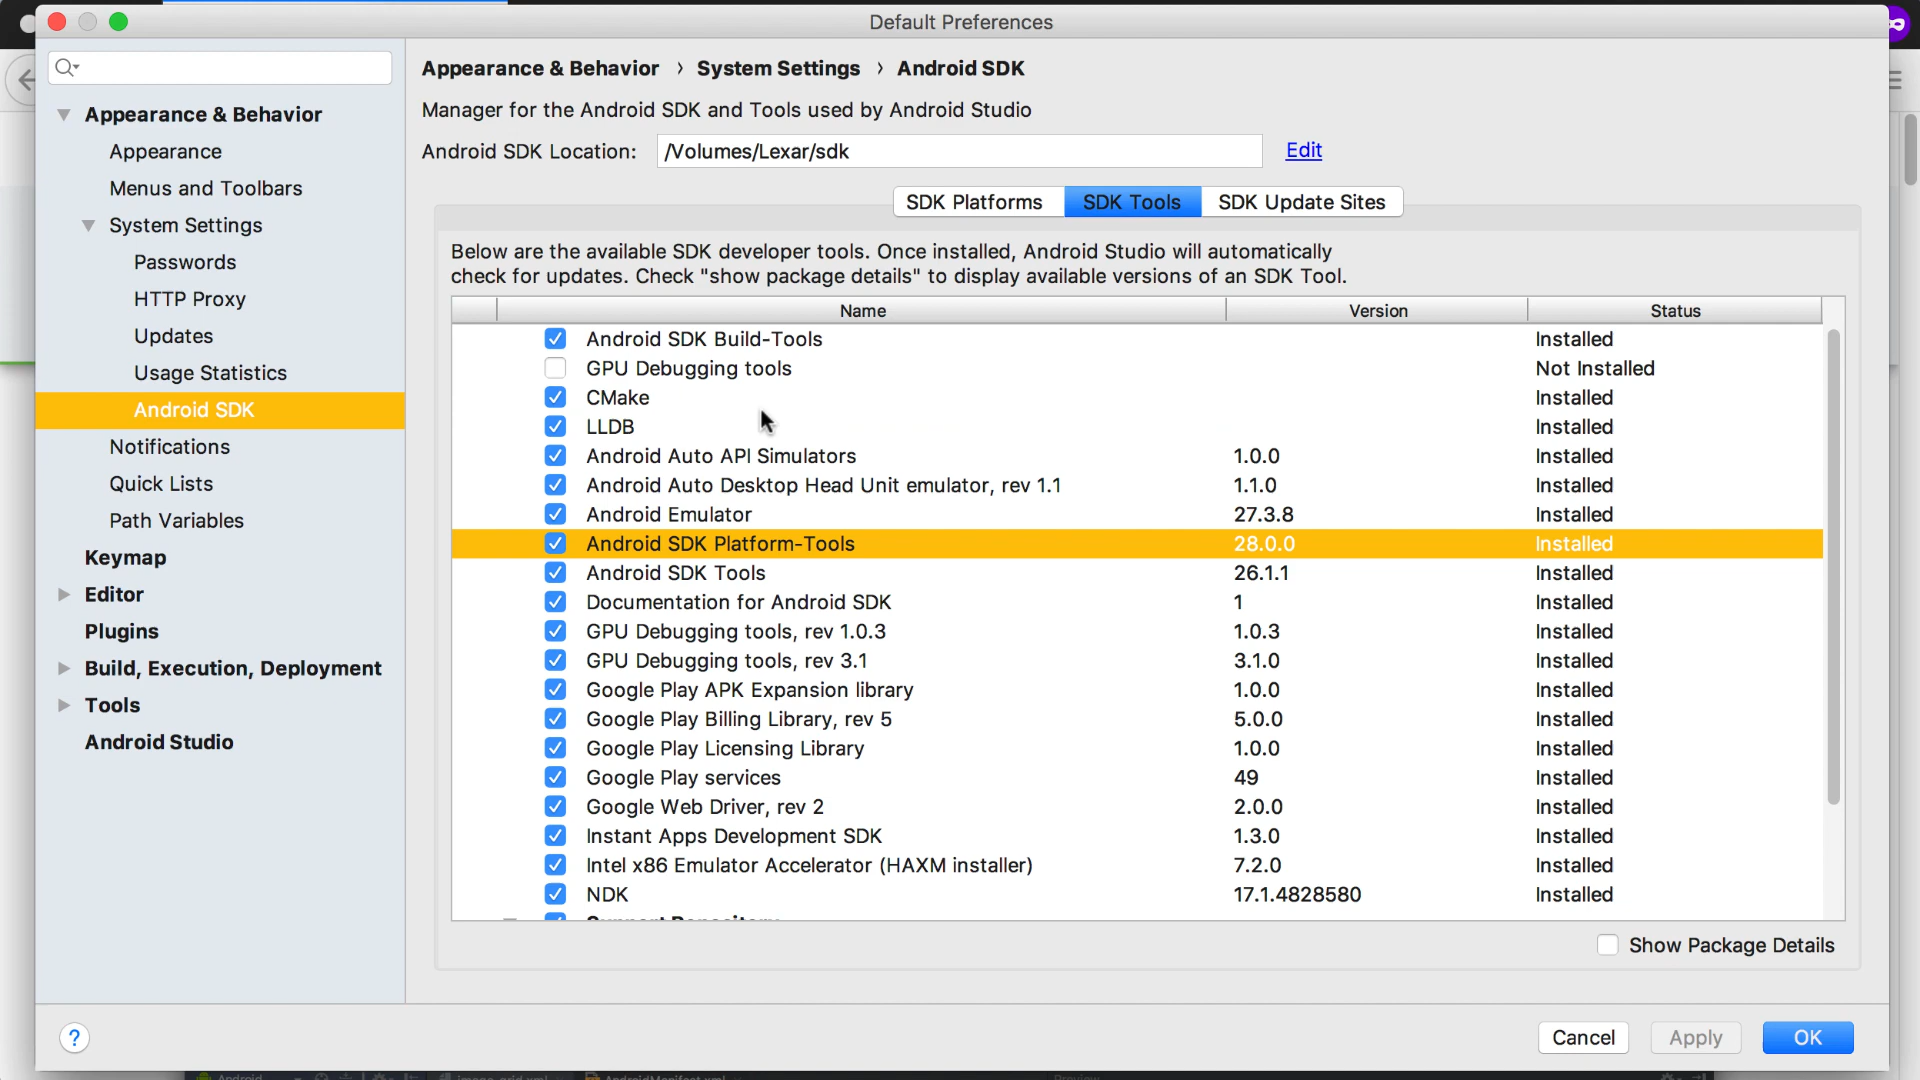 Default Preferences
Appearance & Behavior
Appearance
Menus and Toolbars
System Settings
Passwords
HTTP Proxy
Updates
Usage Statistics
Android SDK
Notifications
Quick Lists
Path Variables
Keymap
Editor
Plugins
Build, Execution, Deployment
Tools
Android Studio
Appearance & Behavior › System Settings › Android SDK
Manager for the Android SDK and Tools used by Android Studio
Android SDK Location: /Volumes/Lexar/sdk Edit
SDK Platforms SDK Tools SDK Update Sites
Below are the available SDK developer tools. Once installed, Android Studio will automatically
check for updates. Check "show package details" to display available versions of an SDK Tool.
Name Version Status
Android SDK Build-Tools Installed
GPU Debugging tools Not Installed
CMake Installed
LLDB Installed
Android Auto API Simulators 1.0.0 Installed
Android Auto Desktop Head Unit emulator, rev 1.1 1.1.0 Installed
Android Emulator 27.3.8 Installed
Android SDK Platform-Tools 28.0.0 Installed
Android SDK Tools 26.1.1 Installed
Documentation for Android SDK 1 Installed
GPU Debugging tools, rev 1.0.3 1.0.3 Installed
GPU Debugging tools, rev 3.1 3.1.0 Installed
Google Play APK Expansion library 1.0.0 Installed
Google Play Billing Library, rev 5 5.0.0 Installed
Google Play Licensing Library 1.0.0 Installed
Google Play services 49 Installed
Google Web Driver, rev 2 2.0.0 Installed
Instant Apps Development SDK 1.3.0 Installed
Intel x86 Emulator Accelerator (HAXM installer) 7.2.0 Installed
NDK 17.1.4828580 Installed
Support Repository
Show Package Details
? Cancel Apply OK